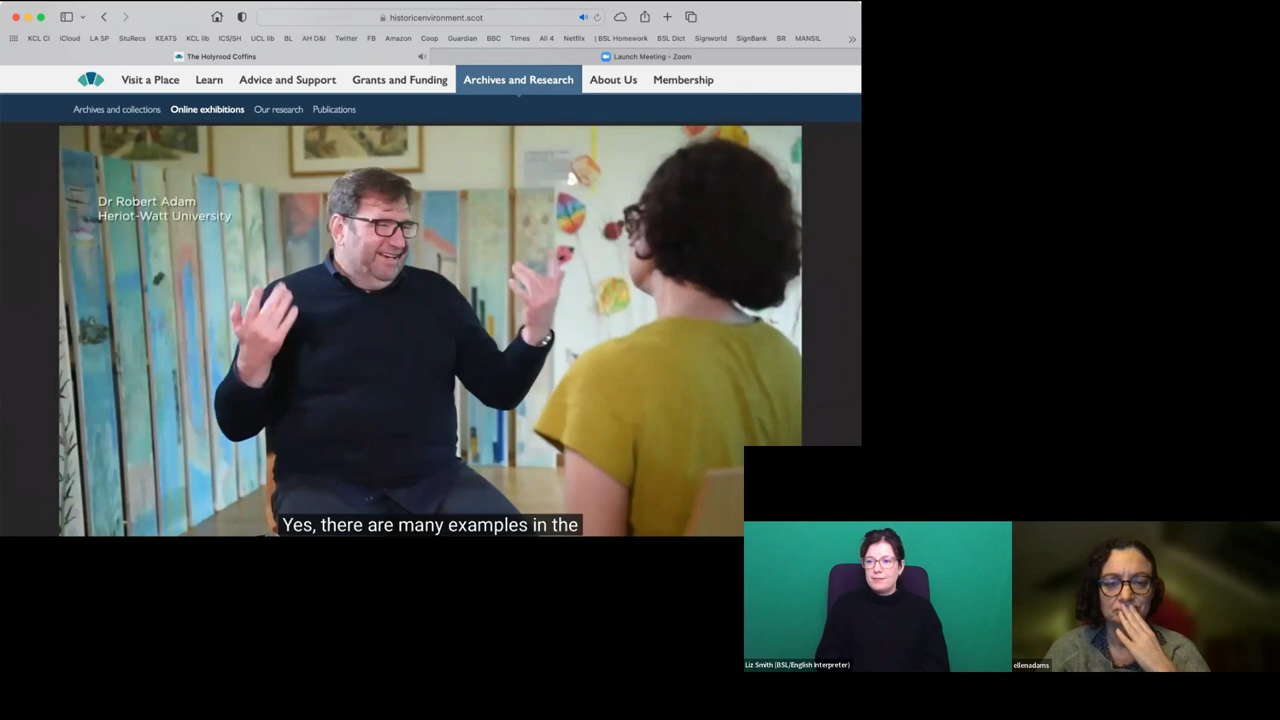 historicenvironment.scot
KCL CI iCloud LA SP StuRecs KEATS KCL lib ICS/SH UCL lib BL AH D&I Twitter FB Amazon Coop Guardian BBC Times All 4 Netflix | BSL Homework BSL Dict Signworld SignBank BR MANSIL
The Holyrood Coffins
Launch Meeting - Zoom
Visit a Place Learn Advice and Support Grants and Funding Archives and Research About Us Membership
Archives and collections Online exhibitions Our research Publications
Dr Robert Adam
Heriot-Watt University
Yes, there are many examples in the
Liz Smith (BSL/English Interpreter)
ellenadams